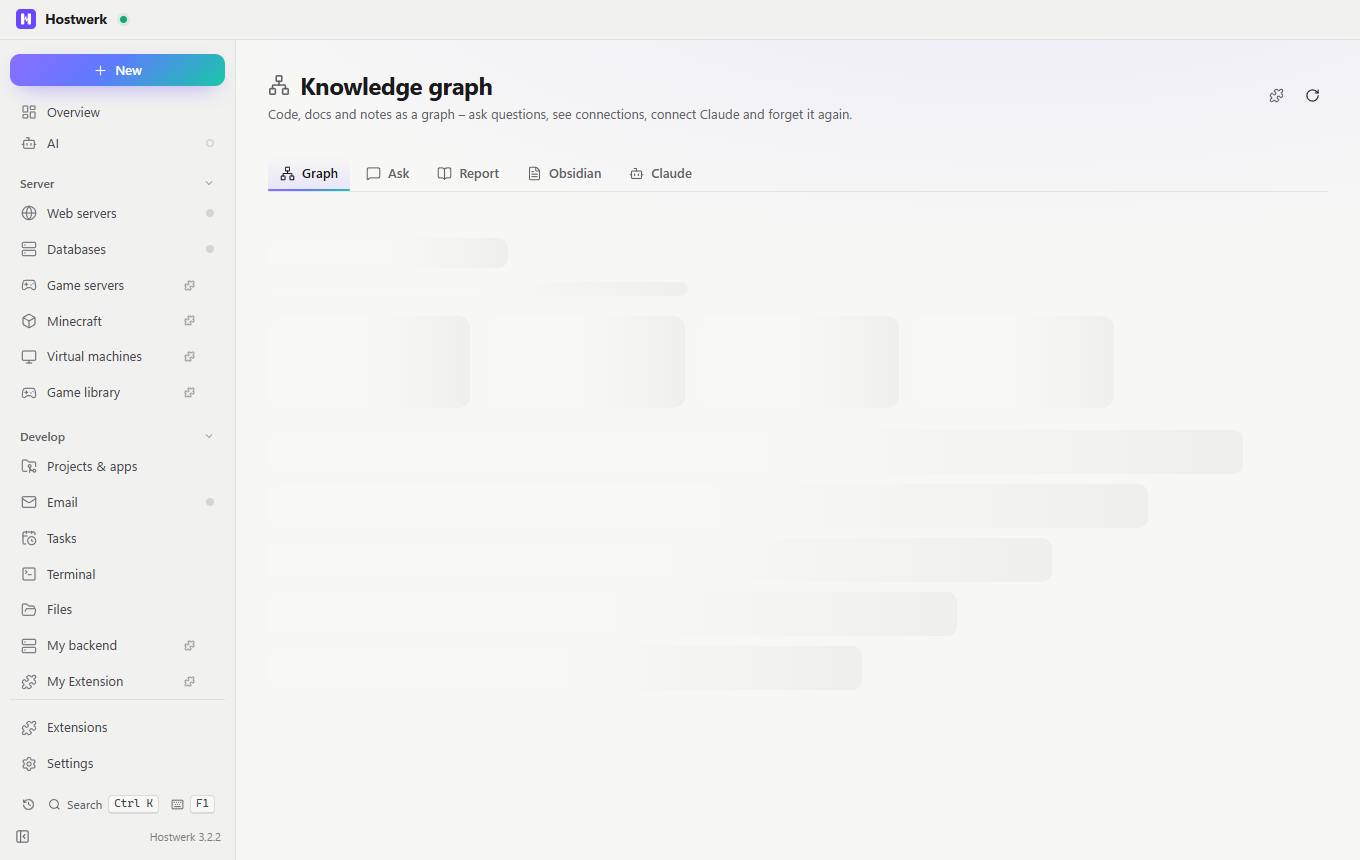 Hostwerk
New
Overview
AI
Server
Web servers
Databases
Game servers
Minecraft
Virtual machines
Game library
Develop
Projects & apps
Email
Tasks
Terminal
Files
My backend
My Extension
Extensions
Settings
Search Ctrl K F1
Hostwerk 3.2.2
Knowledge graph
Code, docs and notes as a graph – ask questions, see connections, connect Claude and forget it again.
Graph Ask Report Obsidian Claude